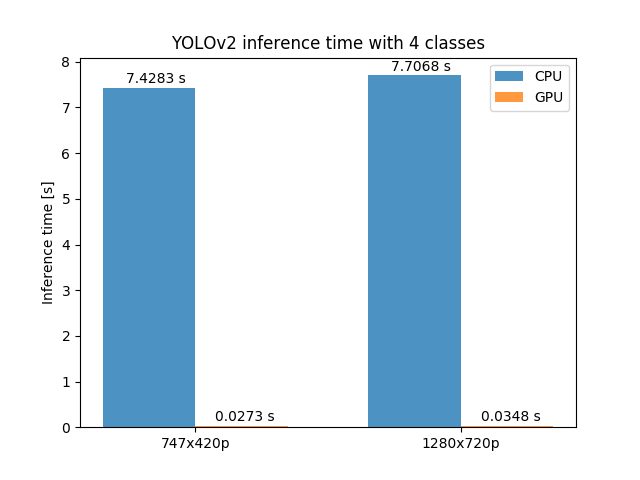 YOLOv2 inference time with 4 classes
8
7
6
5
4
3
2
1
0
Inference time [s]
7.4283 s
7.7068 s
0.0273 s
0.0348 s
CPU
GPU
747x420p
1280x720p